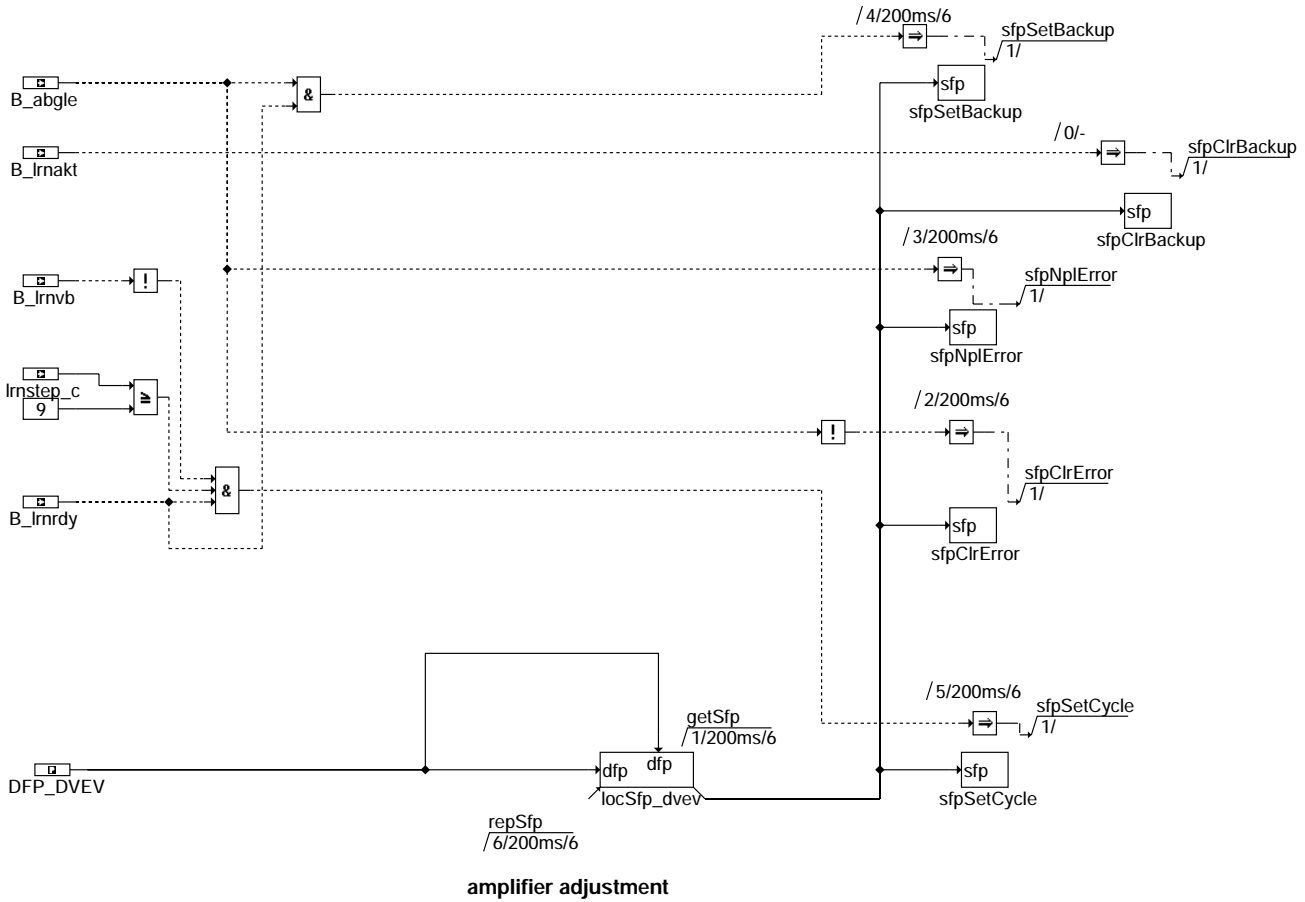 /4/200ms/6
sfpSetBackup
1/
B_abgle
&
sfp
sfpSetBackup
/0/-
sfpClrBackup
1/
B_lrnakt
sfp
sfpClrBackup
/3/200ms/6
sfpNplError
1/
B_lrnvb
!
sfp
sfpNplError
lrnstep_c
9
≥
/2/200ms/6
!
sfpClrError
1/
&
B_lrnrdy
sfp
sfpClrError
/5/200ms/6
sfpSetCycle
1/
getSfp
/1/200ms/6
DFP_DVEV
dfp
dfp
locSfp_dvev
sfp
sfpSetCycle
repSfp
/6/200ms/6
amplifier adjustment